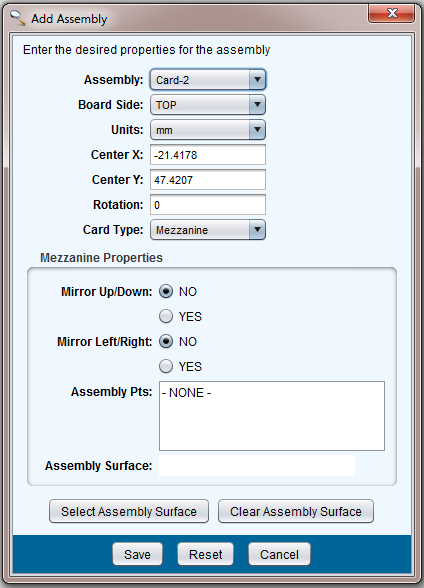 Add Assembly
Enter the desired properties for the assembly
Assembly: Card-2
Board Side: TOP
Units: mm
Center X: -21.4178
Center Y: 47.4207
Rotation: 0
Card Type: Mezzanine
Mezzanine Properties
Mirror Up/Down: NO
YES
Mirror Left/Right: NO
YES
Assembly Pts: - NONE -
Assembly Surface:
Select Assembly Surface Clear Assembly Surface
Save Reset Cancel